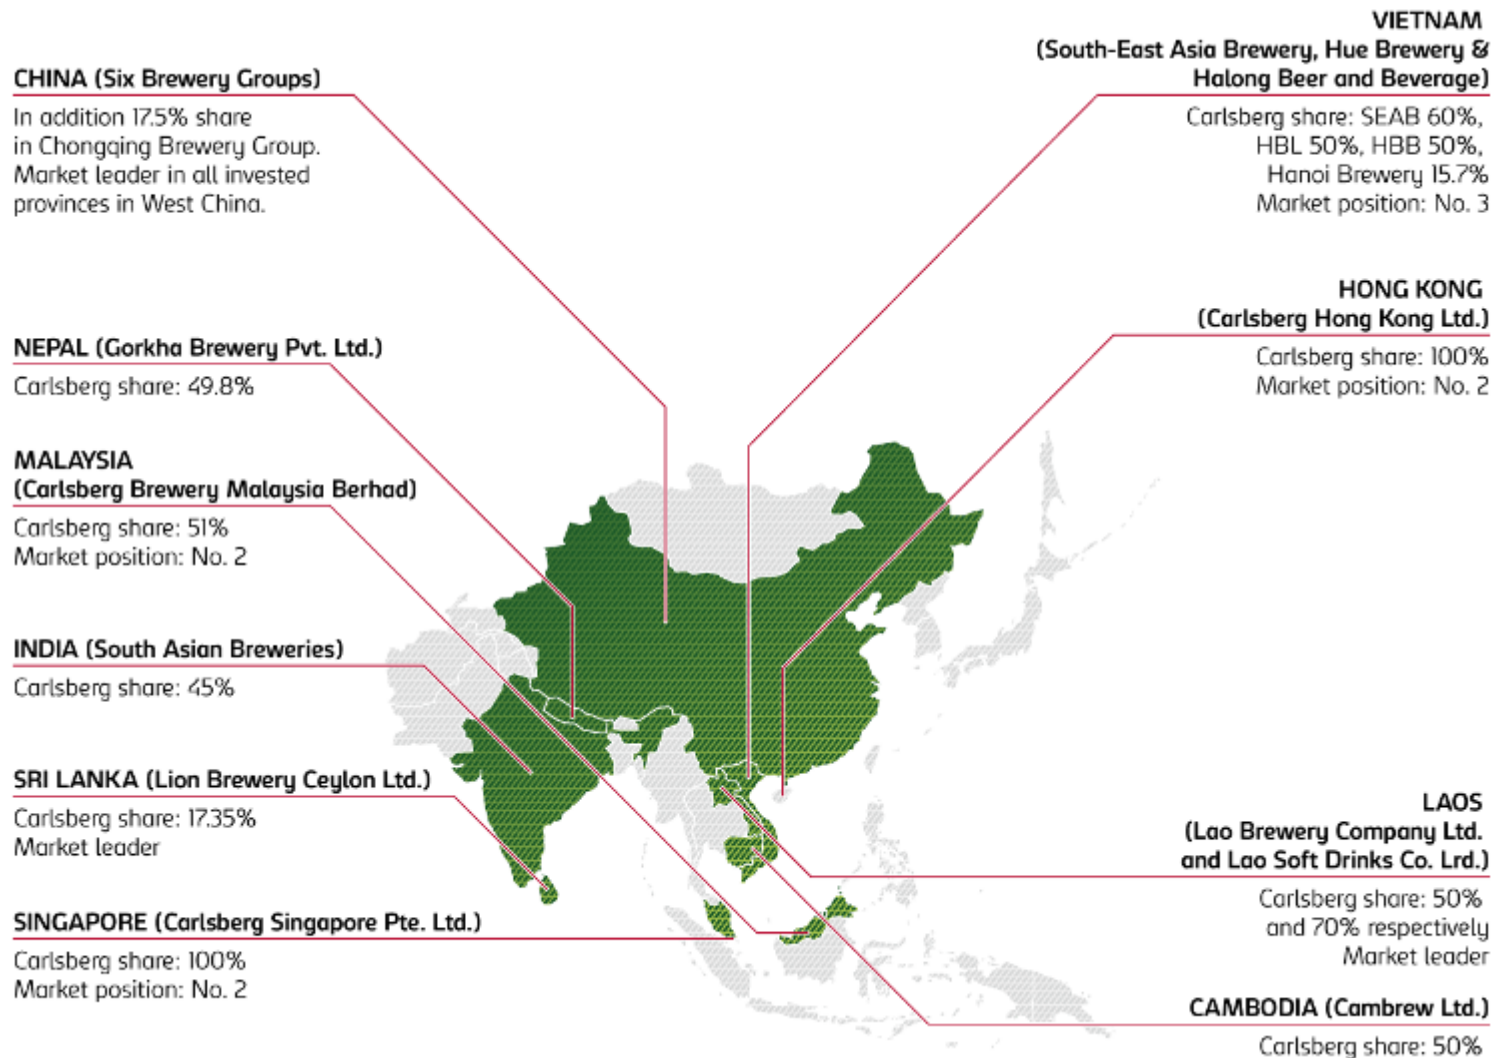 CHINA (Six Brewery Groups)
In addition 17.5% share
in Chongqing Brewery Group.
Market leader in all invested
provinces in West China.
NEPAL (Gorkha Brewery Pvt. Ltd.)
Carlsberg share: 49.8%
MALAYSIA
(Carlsberg Brewery Malaysia Berhad)
Carlsberg share: 51%
Market position: No. 2
INDIA (South Asian Breweries)
Carlsberg share: 45%
SRI LANKA (Lion Brewery Ceylon Ltd.)
Carlsberg share: 17.35%
Market leader
SINGAPORE (Carlsberg Singapore Pte. Ltd.)
Carlsberg share: 100%
Market position: No. 2
VIETNAM
(South-East Asia Brewery, Hue Brewery &
Halong Beer and Beverage)
Carlsberg share: SEAB 60%,
HBL 50%, HBB 50%,
Hanoi Brewery 15.7%
Market position: No. 3
HONG KONG
(Carlsberg Hong Kong Ltd.)
Carlsberg share: 100%
Market position: No. 2
LAOS
(Lao Brewery Company Ltd.
and Lao Soft Drinks Co. Lrd.)
Carlsberg share: 50%
and 70% respectively
Market leader
CAMBODIA (Cambrew Ltd.)
Carlsberg share: 50%